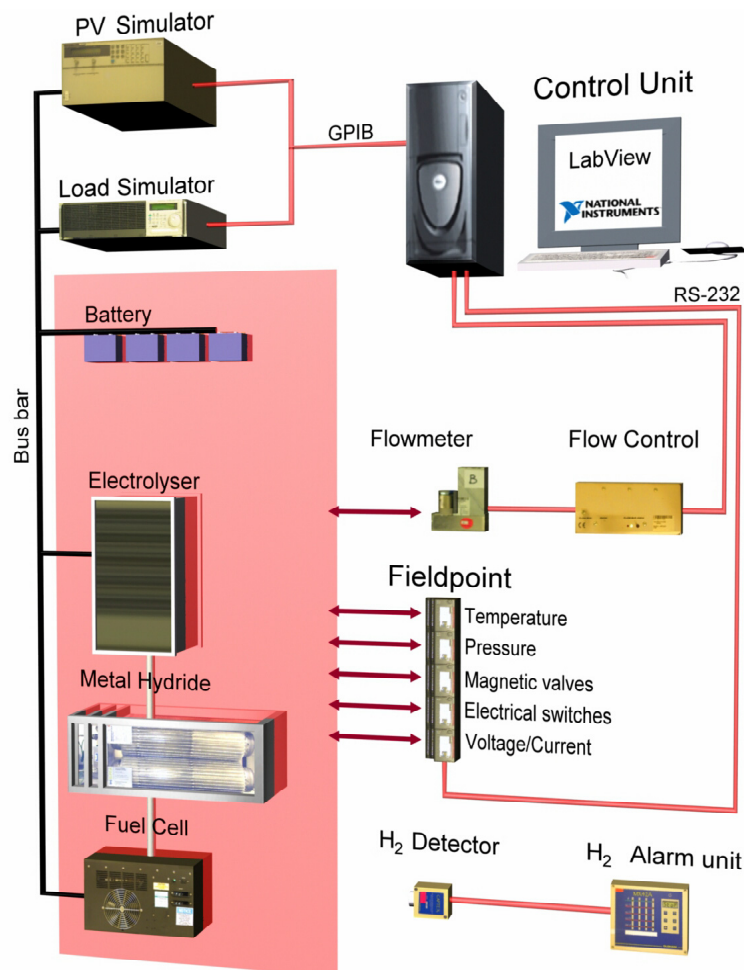 PV Simulator
Control Unit
GPIB
LabView
NATIONAL
INSTRUMENTS
Load Simulator
RS-232
Battery
Bus bar
Flowmeter
Flow Control
B
Electrolyser
Fieldpoint
Temperature
Pressure
Magnetic valves
Electrical switches
Voltage/Current
Metal Hydride
Fuel Cell
H2 Detector
H2 Alarm unit